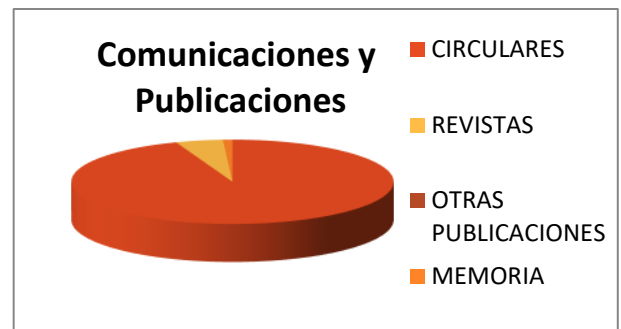 Comunicaciones y
Publicaciones
CIRCULARES
REVISTAS
OTRAS
PUBLICACIONES
MEMORIA